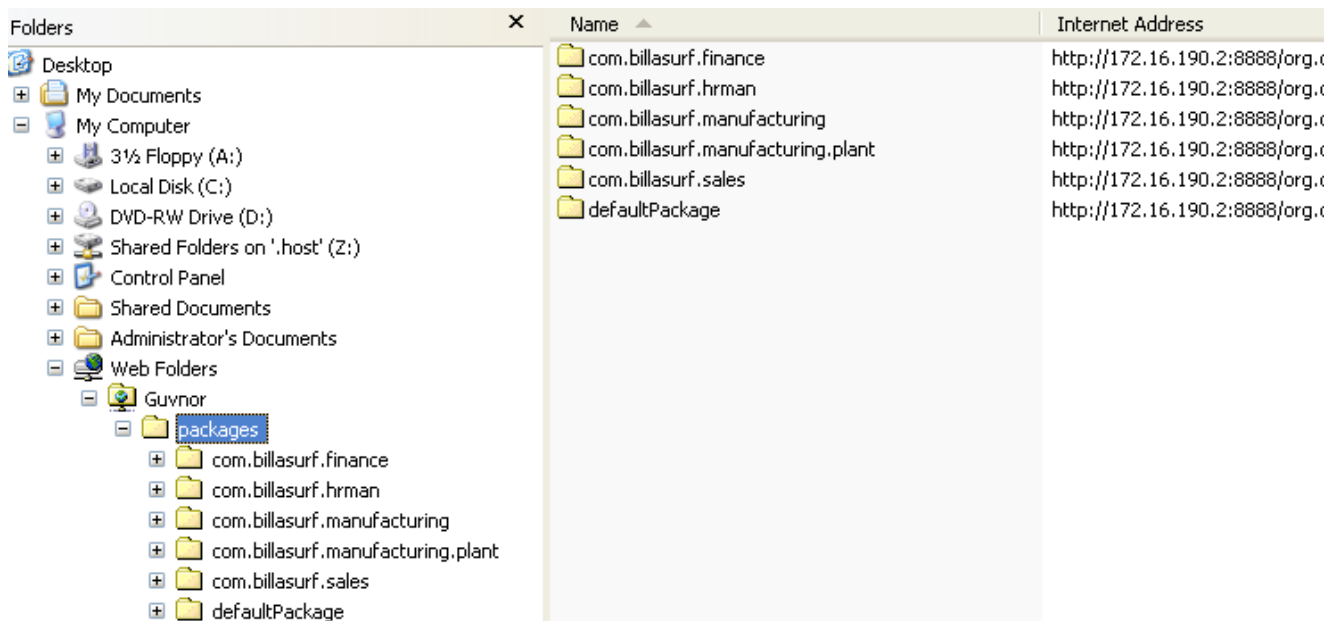 Folders
Desktop
My Documents
My Computer
3½ Floppy (A:)
Local Disk (C:)
DVD-RW Drive (D:)
Shared Folders on '.host' (Z:)
Control Panel
Shared Documents
Administrator's Documents
Web Folders
Guvnor
packages
com.billasurf.finance
com.billasurf.hrman
com.billasurf.manufacturing
com.billasurf.manufacturing.plant
com.billasurf.sales
defaultPackage
Name Internet Address
com.billasurf.finance http://172.16.190.2:8888/org.
com.billasurf.hrman http://172.16.190.2:8888/org.
com.billasurf.manufacturing http://172.16.190.2:8888/org.
com.billasurf.manufacturing.plant http://172.16.190.2:8888/org.
com.billasurf.sales http://172.16.190.2:8888/org.
defaultPackage http://172.16.190.2:8888/org.